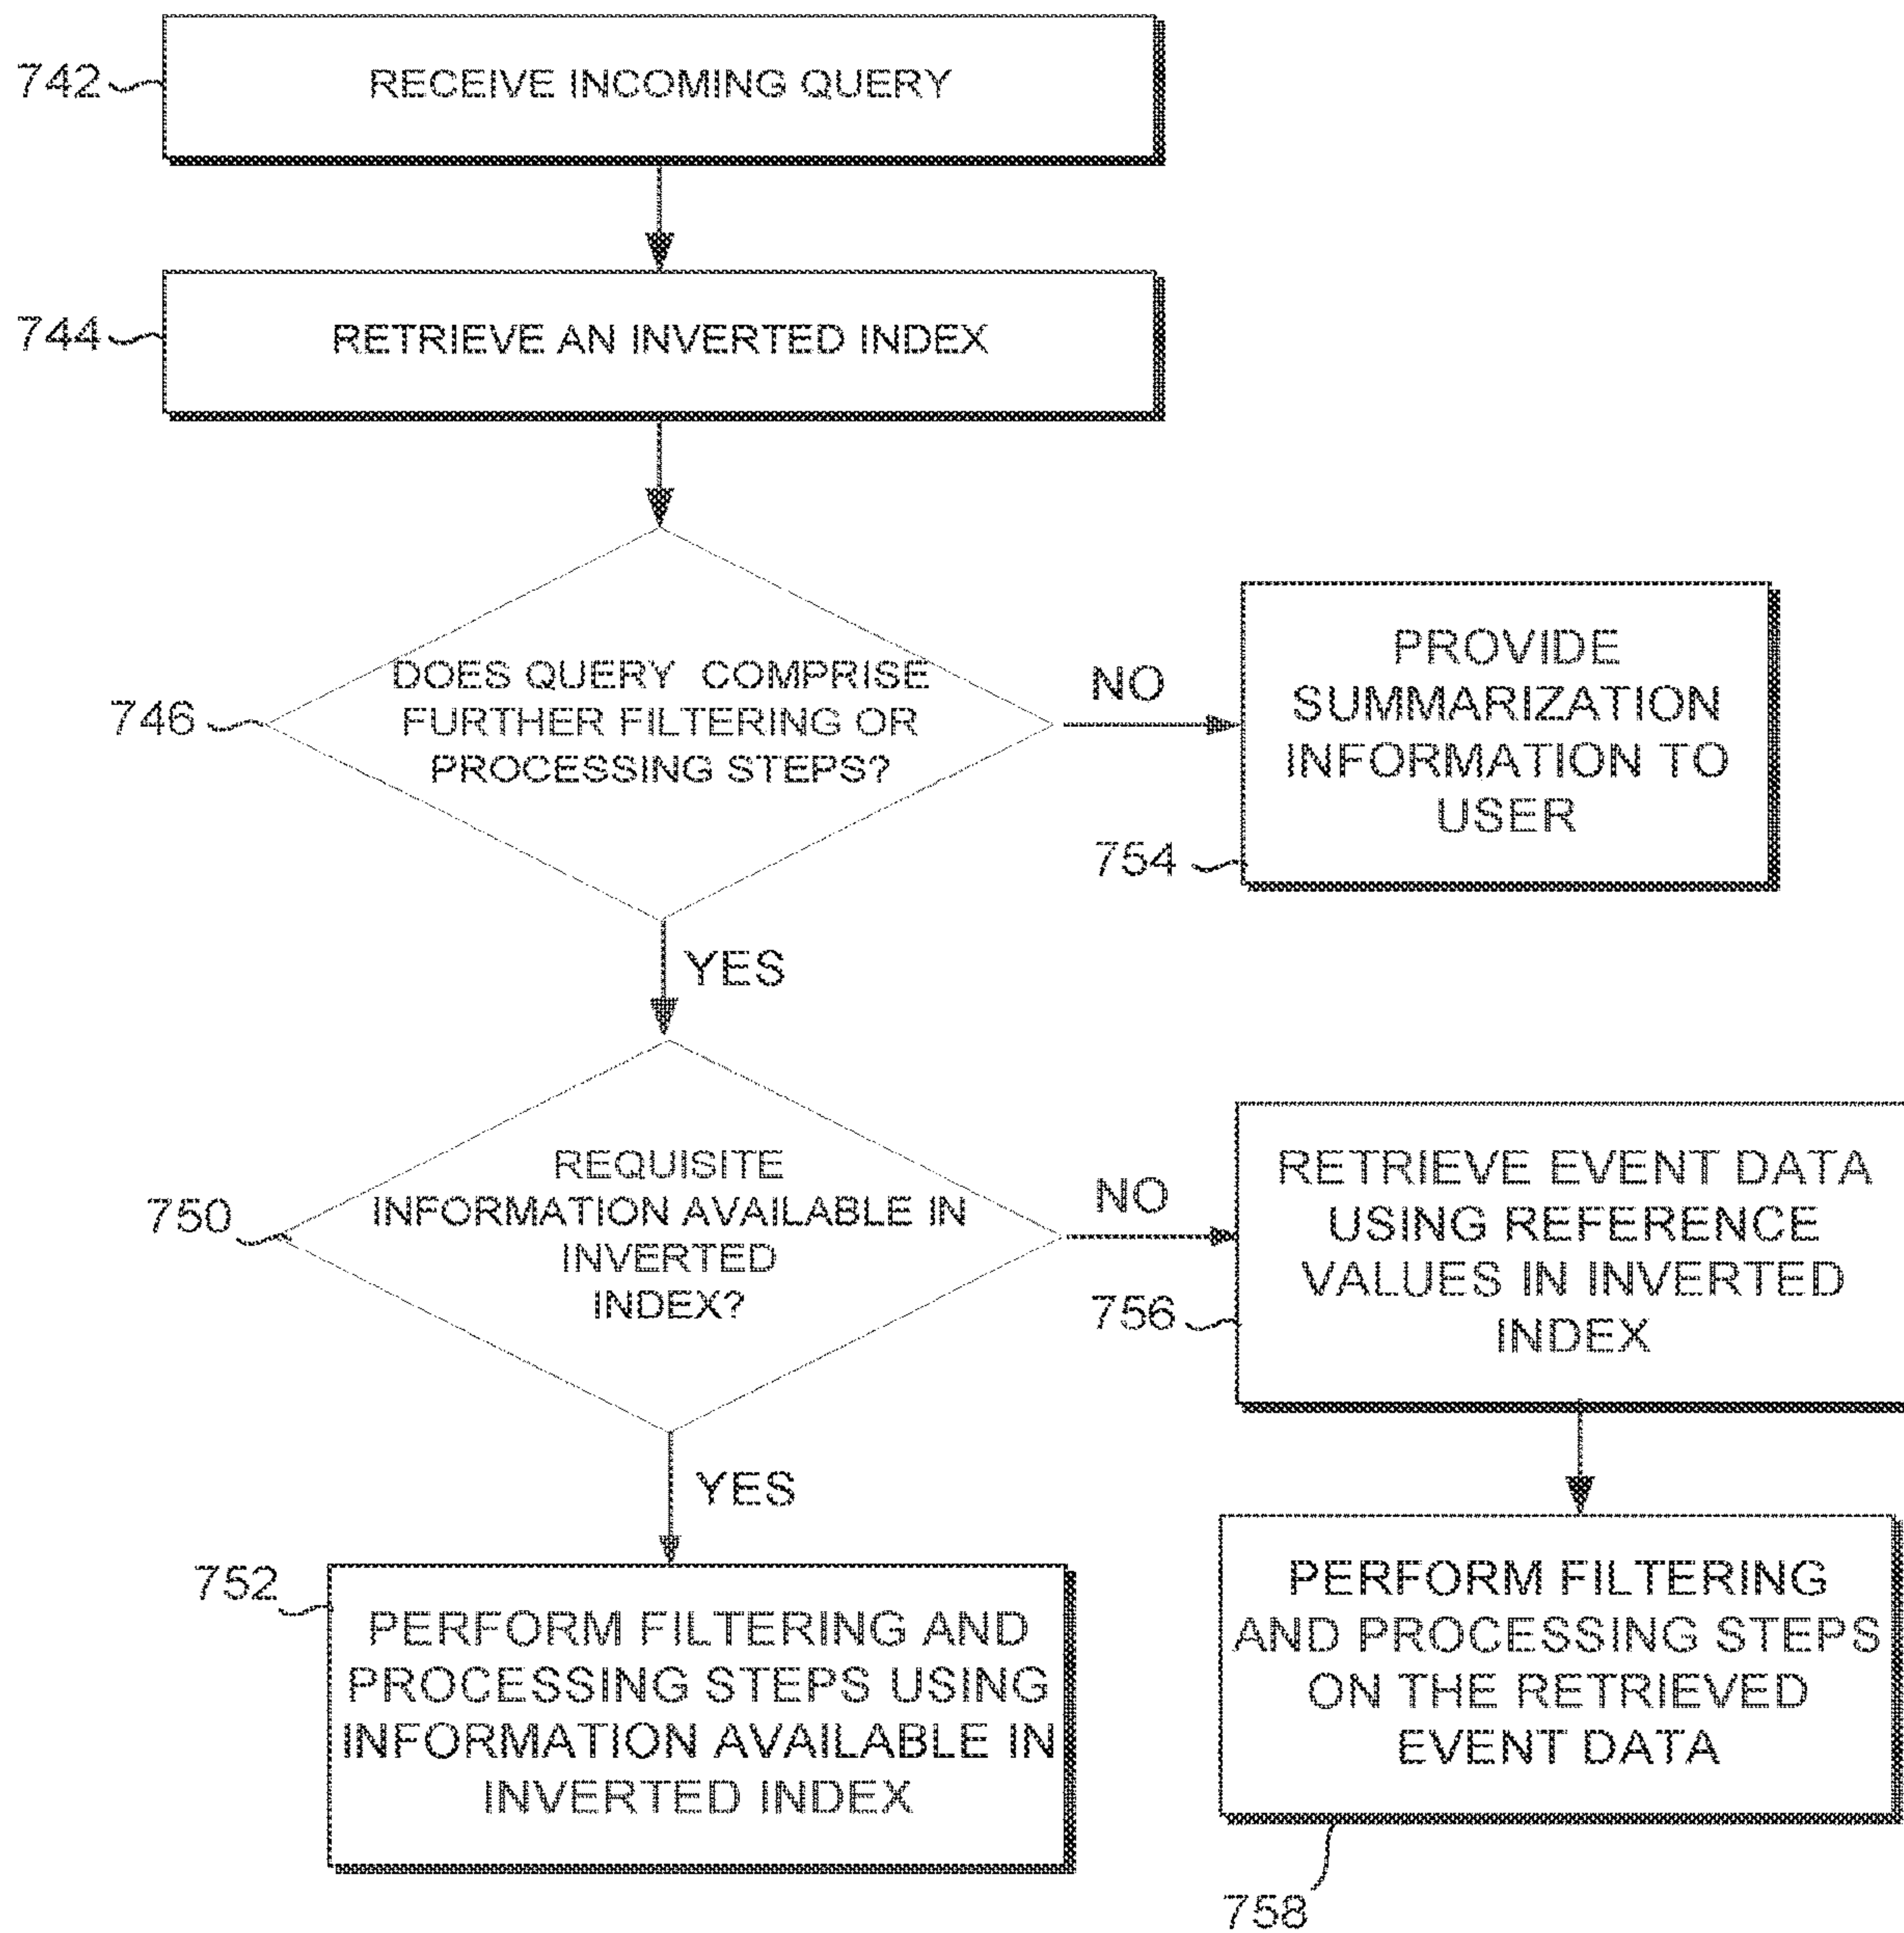 742
RECEIVE INCOMING QUERY
744
RETRIEVE AN INVERTED INDEX
746
DOES QUERY COMPRISE
FURTHER FILTERING OR
PROCESSING STEPS?
NO
PROVIDE
SUMMARIZATION
INFORMATION TO
USER
754
YES
750
REQUISITE
INFORMATION AVAILABLE IN
INVERTED
INDEX?
NO
RETRIEVE EVENT DATA
USING REFERENCE
VALUES IN INVERTED
INDEX
756
YES
752
PERFORM FILTERING AND
PROCESSING STEPS USING
INFORMATION AVAILABLE IN
INVERTED INDEX
PERFORM FILTERING
AND PROCESSING STEPS
ON THE RETRIEVED
EVENT DATA
758